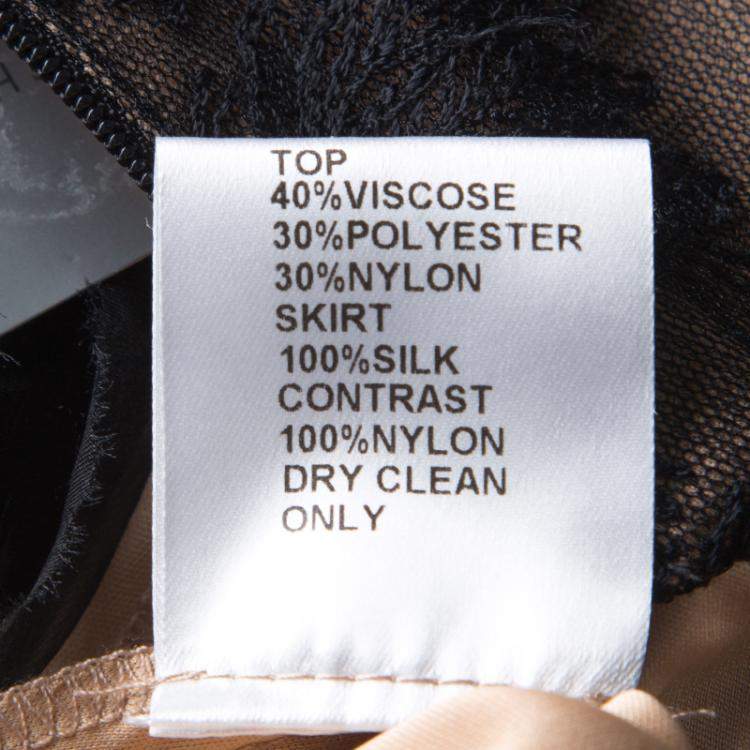 TOP
40%VISCOSE
30%POLYESTER
30%NYLON
SKIRT
100%SILK
CONTRAST
100%NYLON
DRY CLEAN
ONLY